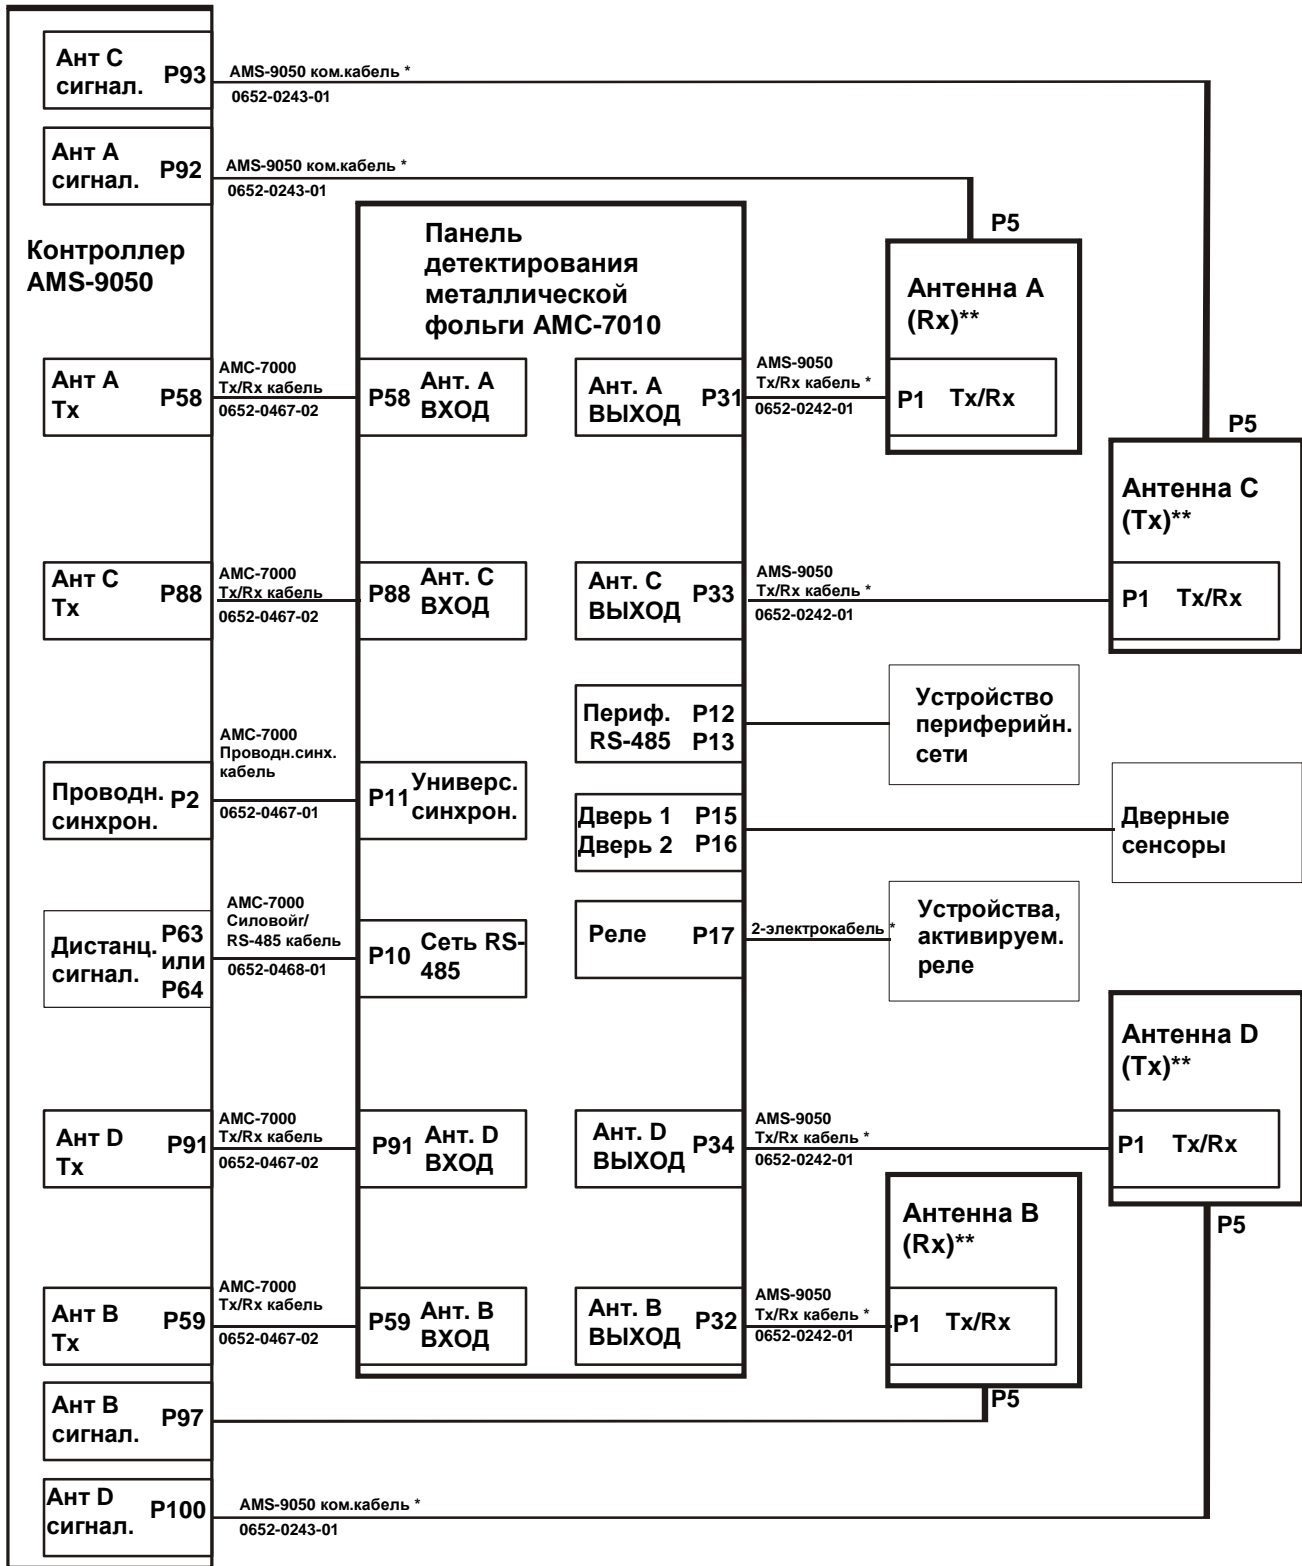 Ант C
сигнал.
P93
AMS-9050 ком.кабель *
0652-0243-01
Ант A
сигнал.
P92
AMS-9050 ком.кабель *
0652-0243-01
Контроллер
AMS-9050
Панель
детектирования
металлической
фольги AMC-7010
P5
Антенна A
(Rx)**
P1 Tx/Rx
Ант A
Tx
P58
AMC-7000
Tx/Rx кабель
0652-0467-02
P58
Ант. A
ВХОД
Ант. A
ВЫХОД
P31
AMS-9050
Tx/Rx кабель *
0652-0242-01
P5
Антенна C
(Tx)**
P1 Tx/Rx
Ант C
Tx
P88
AMC-7000
Tx/Rx кабель
0652-0467-02
P88
Ант. C
ВХОД
Ант. C
ВЫХОД
P33
AMS-9050
Tx/Rx кабель *
0652-0242-01
Периф.
RS-485
P12
P13
Устройство
периферийн.
сети
Проводн.
синхрон.
P2
AMC-7000
Проводн.синх.
кабель
0652-0467-01
P11
Универс.
синхрон.
Дверь 1 P15
Дверь 2 P16
Дверные
сенсоры
Дистанц.
сигнал.
P63
или
P64
AMC-7000
Силовойr/
RS-485 кабель
0652-0468-01
P10
Сеть RS-
485
Реле P17
2-электрокабель *
Устройства,
активируем.
реле
Антенна D
(Tx)**
P1 Tx/Rx
P5
Ант D
Tx
P91
AMC-7000
Tx/Rx кабель
0652-0467-02
P91
Ант. D
ВХОД
Ант. D
ВЫХОД
P34
AMS-9050
Tx/Rx кабель *
0652-0242-01
Антенна B
(Rx)**
P1 Tx/Rx
P5
Ант B
Tx
P59
AMC-7000
Tx/Rx кабель
0652-0467-02
P59
Ант. B
ВХОД
Ант. B
ВЫХОД
P32
AMS-9050
Tx/Rx кабель *
0652-0242-01
Ант B
сигнал.
P97
Ант D
сигнал.
P100
AMS-9050 ком.кабель *
0652-0243-01